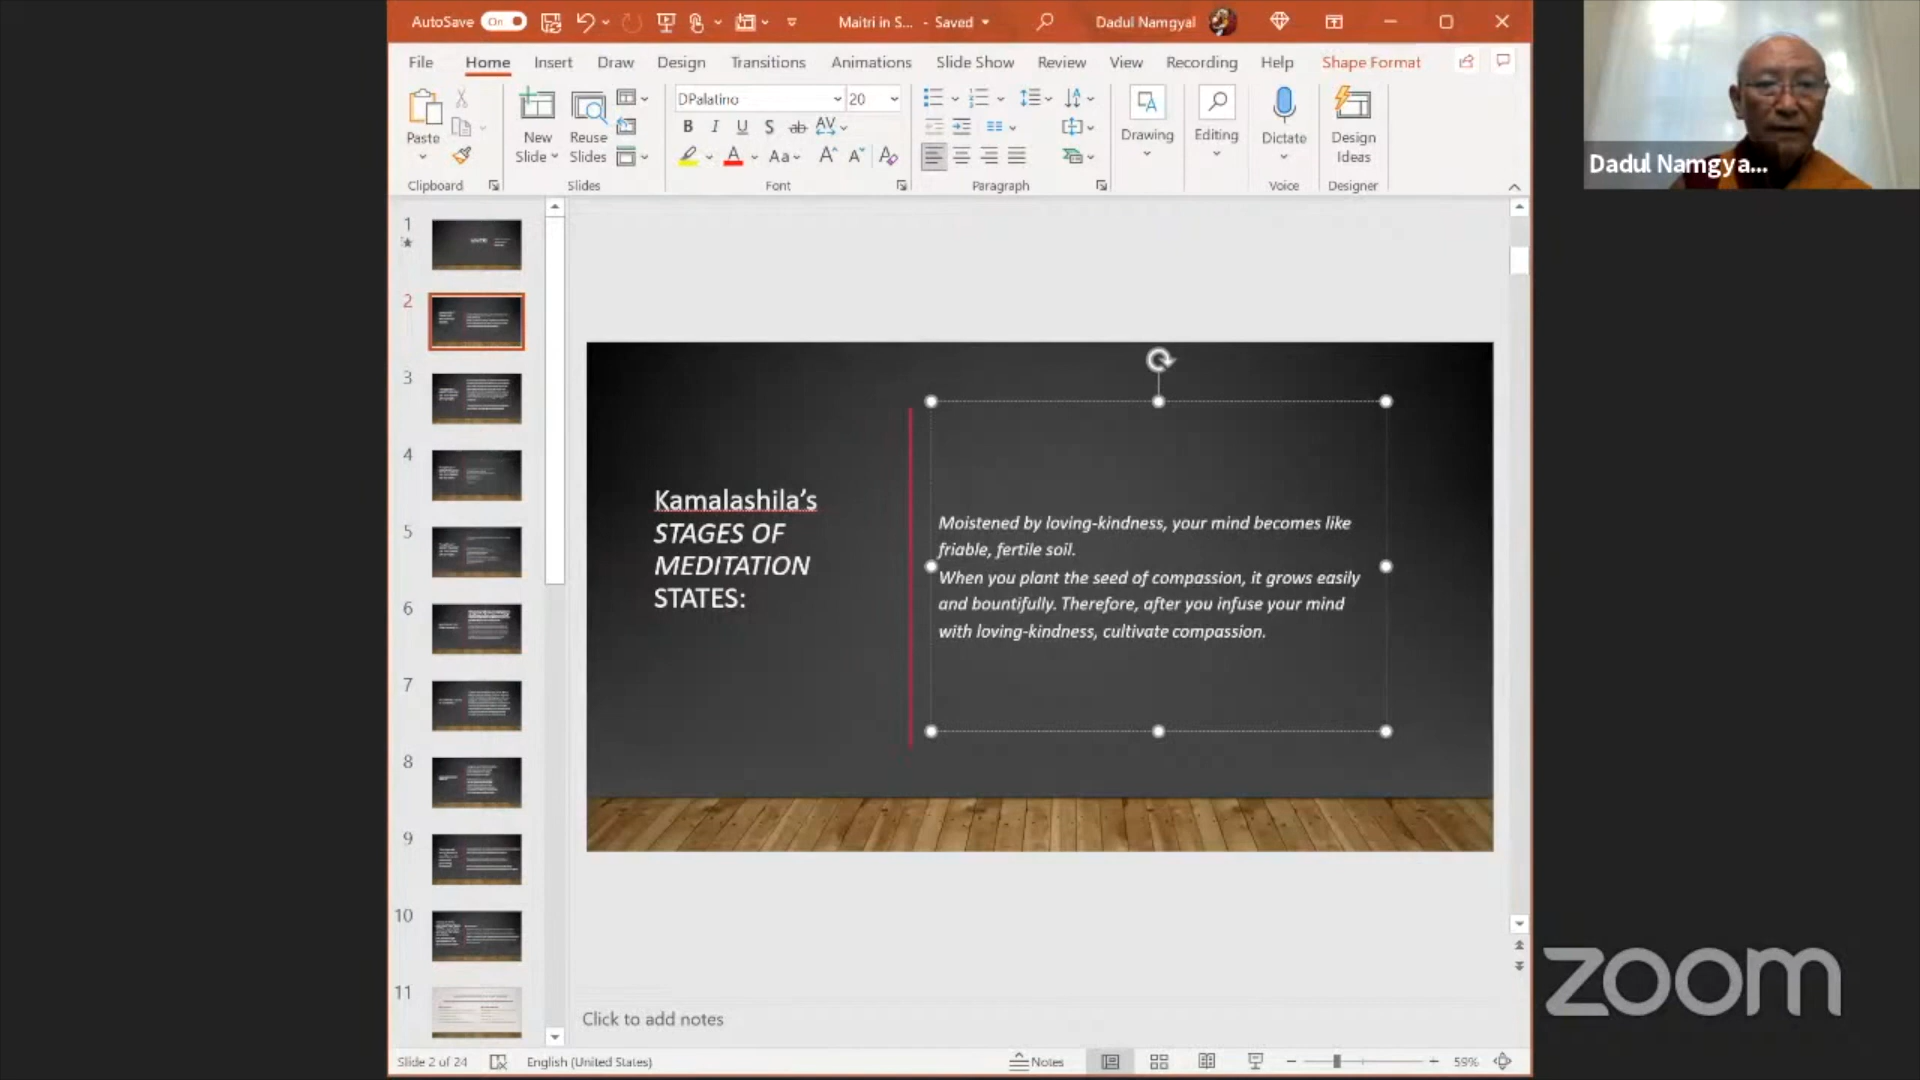 AutoSave On Maitri in S... - Saved Dadul Namgyal
File Home Insert Draw Design Transitions Animations Slide Show Review View Recording Help Shape Format
DPalatino 20
Paste New Slide Reuse Slides Drawing Editing Dictate Design Ideas
Clipboard Slides Font Paragraph Voice Designer
Dadul Namgya...
1
2
3
4
5
6
7
8
9
10
11
Kamalashila’s
STAGES OF
MEDITATION
STATES:
Moistened by loving-kindness, your mind becomes like
friable, fertile soil.
When you plant the seed of compassion, it grows easily
and bountifully. Therefore, after you infuse your mind
with loving-kindness, cultivate compassion.
Click to add notes
Slide 2 of 24 English (United States) Notes 59%
zoom